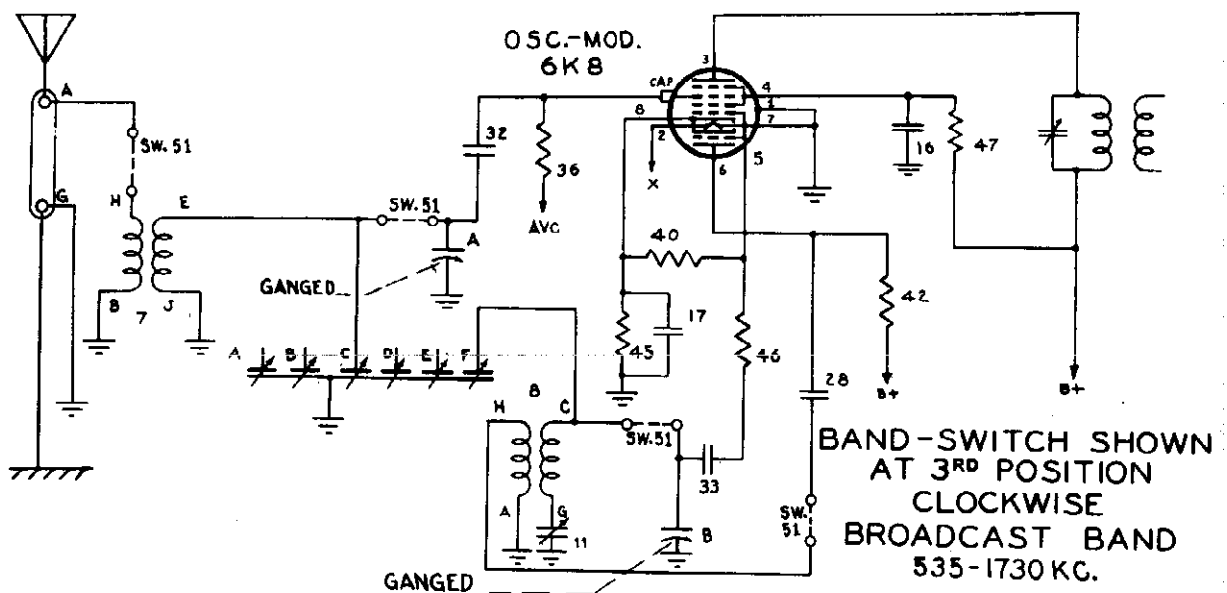 OSC.-MOD.
6K8
A
SW.51
H
G
E
B
J
7
32
36
AVC
SW.51
A
GANGED
CAP
3
4
1
7
8
2
5
6
X
16
47
40
42
17
45
46
28
B+
B+
A B C D E F
8
H
C
SW.51
33
A
G
11
B
GANGED
SW.
51
BAND-SWITCH SHOWN
AT 3RD POSITION
CLOCKWISE
BROADCAST BAND
535-1730 KC.